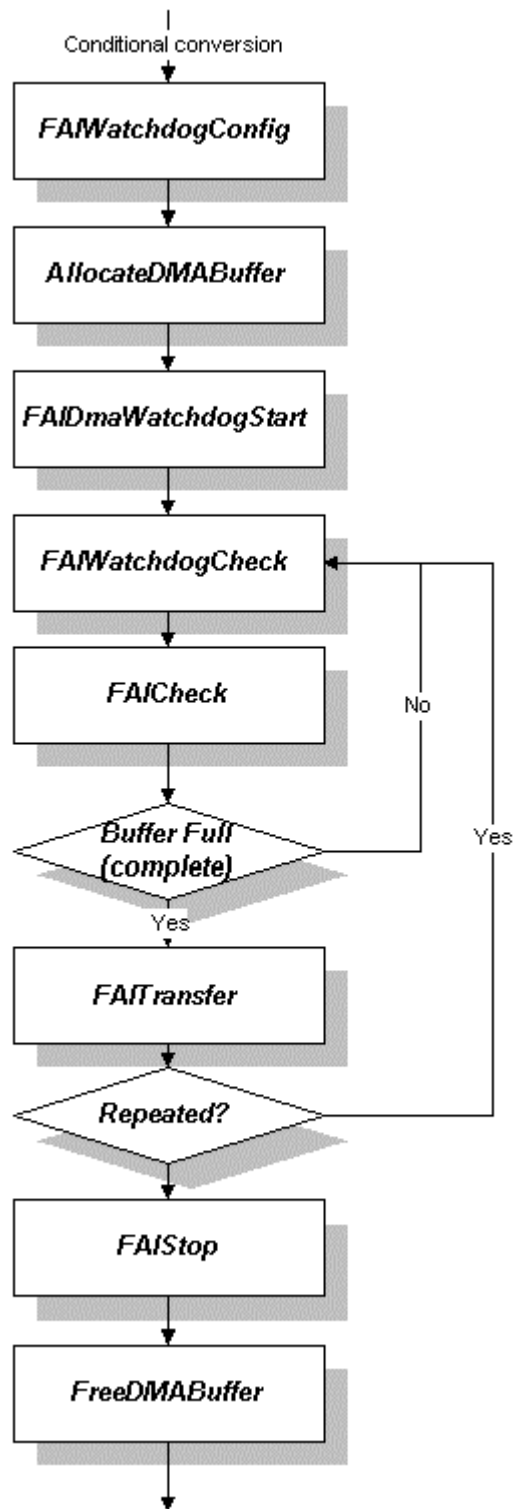 Conditional conversion
FAIWatchdogConfig
AllocateDMABuffer
FAIDmaWatchdogStart
FAIWatchdogCheck
FAICheck
No
Buffer Full
(complete)
Yes
Yes
FAITransfer
Repeated?
FAIStop
FreeDMABuffer